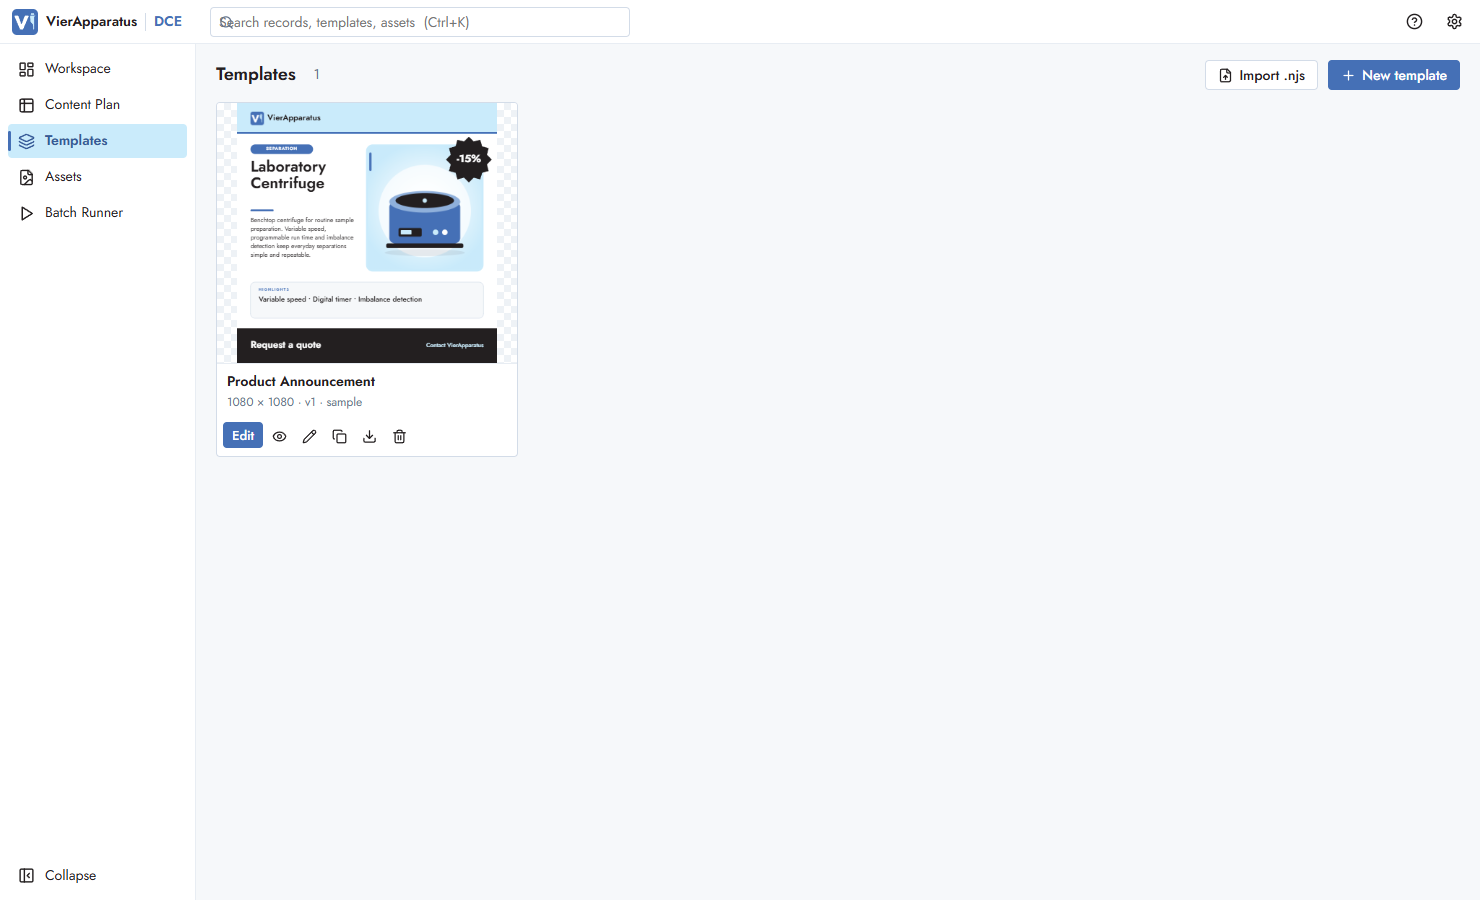 VierApparatus DCE
Search records, templates, assets (Ctrl+K)
Workspace
Content Plan
Templates
Assets
Batch Runner
Collapse
Templates 1
Import .njs
New template
VierApparatus
SEPARATION
Laboratory
Centrifuge
-15%
Benchtop centrifuge for routine sample
preparation. Variable speed,
programmable run time and imbalance
detection keep everyday separations
simple and repeatable.
HIGHLIGHTS
Variable speed · Digital timer · Imbalance detection
Request a quote
Contact VierApparatus
Product Announcement
1080 × 1080 · v1 · sample
Edit